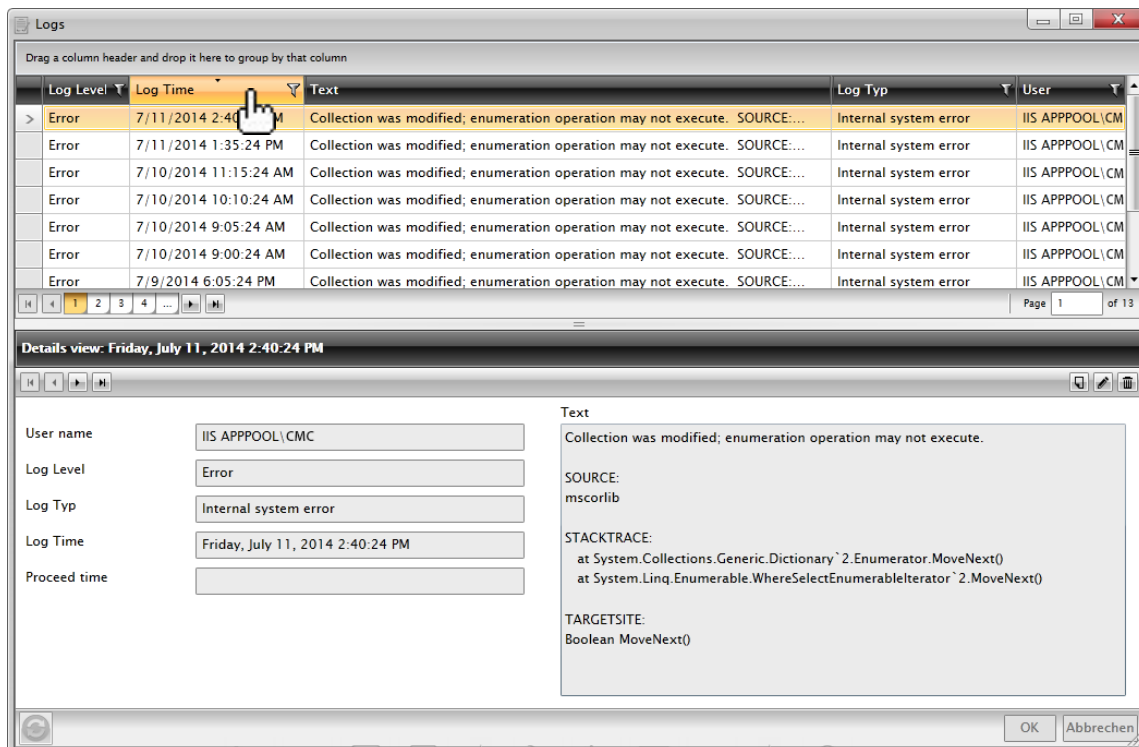 Logs
Drag a column header and drop it here to group by that column
Log Level Log Time Text Log Typ User
Error 7/11/2014 2:40 M Collection was modified; enumeration operation may not execute. SOURCE:... Internal system error IIS APPPOOL\CM
Error 7/11/2014 1:35:24 PM Collection was modified; enumeration operation may not execute. SOURCE:... Internal system error IIS APPPOOL\CM
Error 7/10/2014 11:15:24 AM Collection was modified; enumeration operation may not execute. SOURCE:... Internal system error IIS APPPOOL\CM
Error 7/10/2014 10:10:24 AM Collection was modified; enumeration operation may not execute. SOURCE:... Internal system error IIS APPPOOL\CM
Error 7/10/2014 9:05:24 AM Collection was modified; enumeration operation may not execute. SOURCE:... Internal system error IIS APPPOOL\CM
Error 7/10/2014 9:00:24 AM Collection was modified; enumeration operation may not execute. SOURCE:... Internal system error IIS APPPOOL\CM
Error 7/9/2014 6:05:24 PM Collection was modified; enumeration operation may not execute. SOURCE:... Internal system error IIS APPPOOL\CM
1 2 3 4 ... Page 1 of 13
Details view: Friday, July 11, 2014 2:40:24 PM
User name IIS APPPOOL\CMC
Log Level Error
Log Typ Internal system error
Log Time Friday, July 11, 2014 2:40:24 PM
Proceed time
Text
Collection was modified; enumeration operation may not execute.
SOURCE:
mscorlib
STACKTRACE:
at System.Collections.Generic.Dictionary`2.Enumerator.MoveNext()
at System.Linq.Enumerable.WhereSelectEnumerableIterator`2.MoveNext()
TARGETSITE:
Boolean MoveNext()
OK Abbrechen